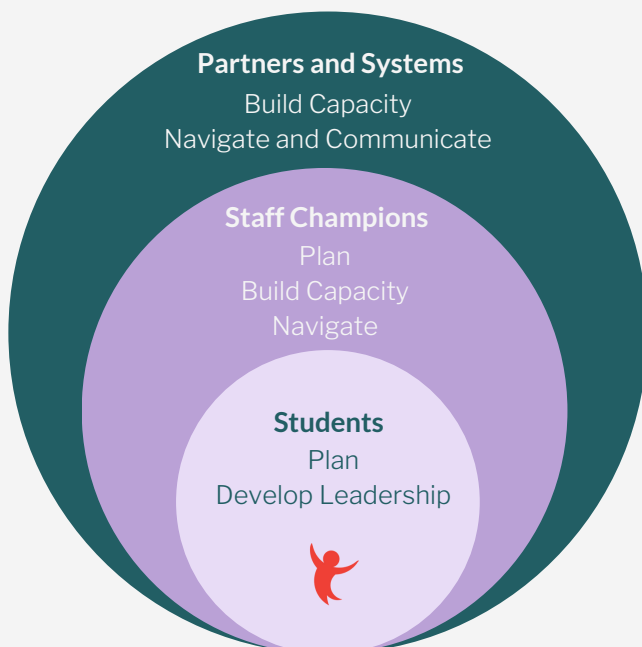 Partners and Systems
Build Capacity
Navigate and Communicate
Staff Champions
Plan
Build Capacity
Navigate
Students
Plan
Develop Leadership